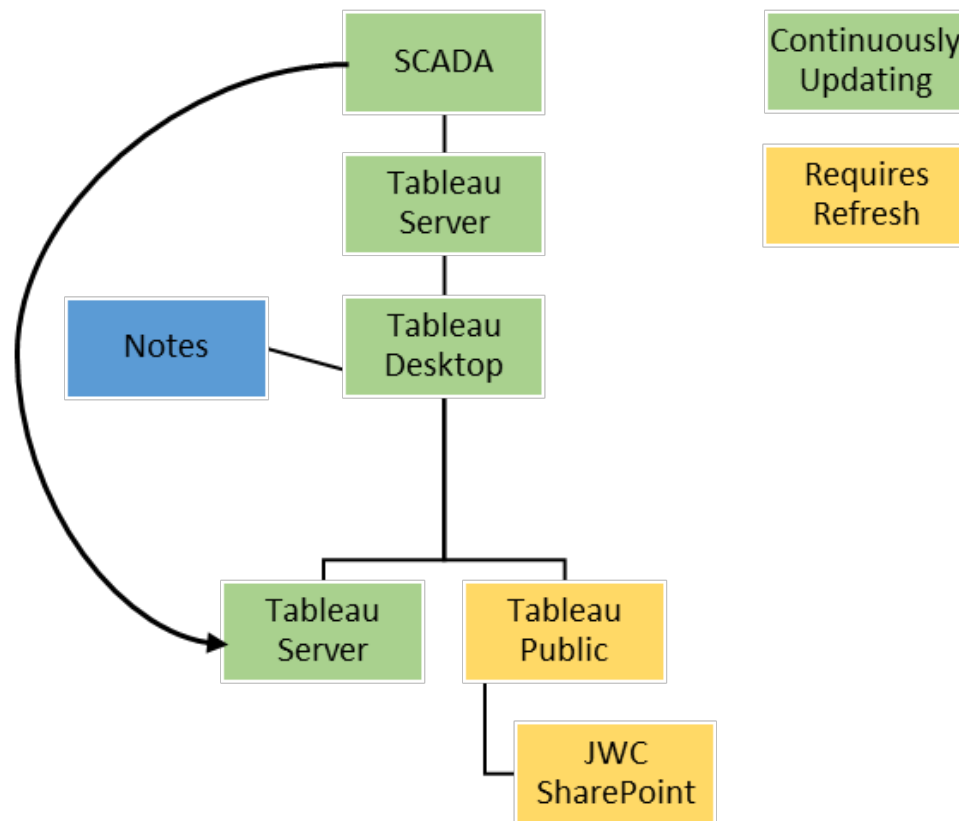 SCADA
Continuously
Updating
Tableau
Server
Requires
Refresh
Notes
Tableau
Desktop
Tableau
Server
Tableau
Public
JWC
SharePoint